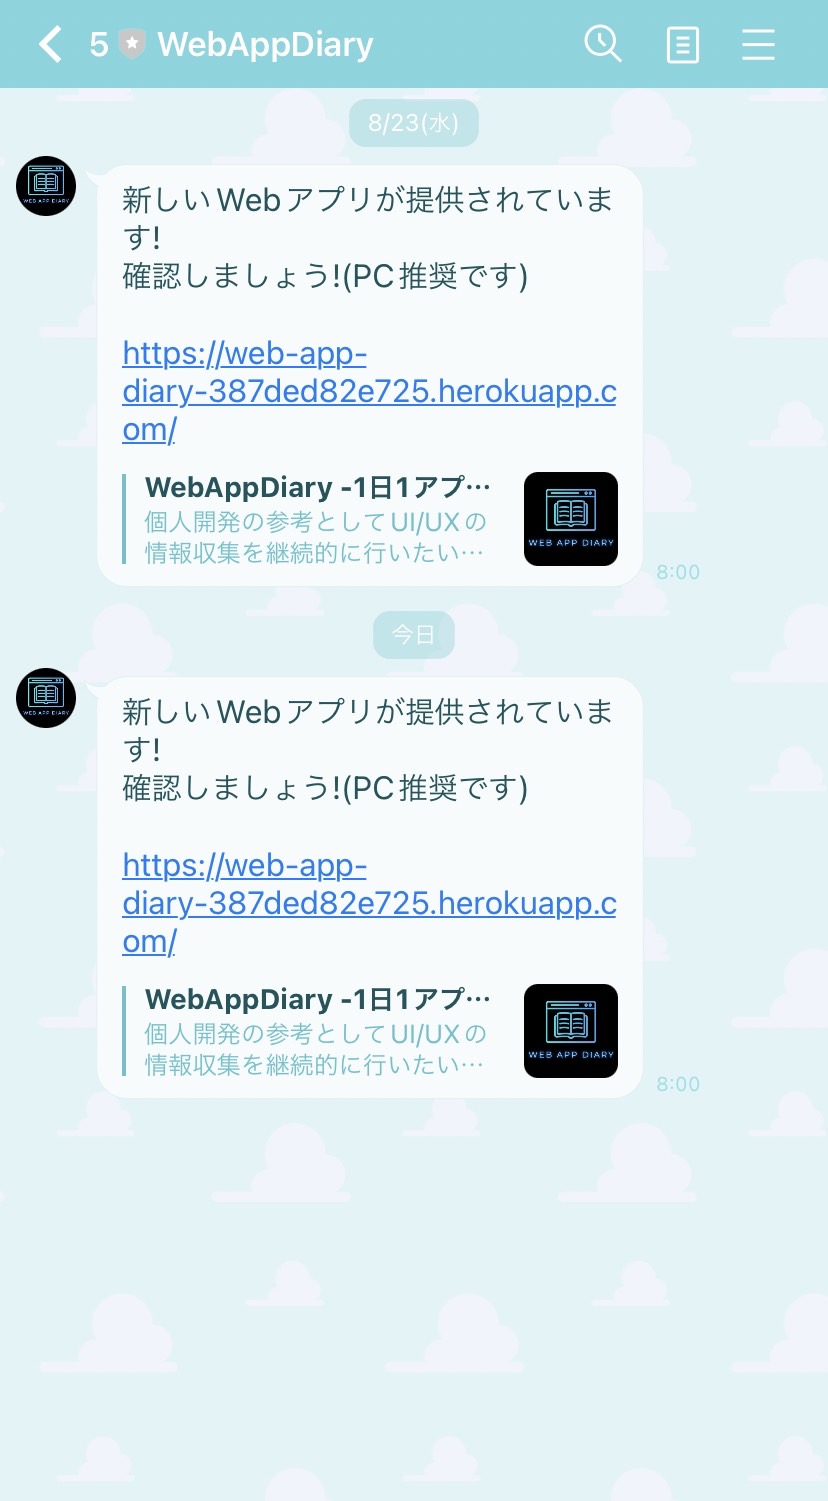 5 WebAppDiary
8/23(水)
新しいWebアプリが提供されていま
す!
確認しましょう!(PC推奨です)
https://web-app-
diary-387ded82e725.herokuapp.c
om/
WebAppDiary -1日1アプ…
個人開発の参考としてUI/UXの
情報収集を継続的に行いたい…
WEB APP DIARY
8:00
今日
新しいWebアプリが提供されていま
す!
確認しましょう!(PC推奨です)
https://web-app-
diary-387ded82e725.herokuapp.c
om/
WebAppDiary -1日1アプ…
個人開発の参考としてUI/UXの
情報収集を継続的に行いたい…
WEB APP DIARY
8:00